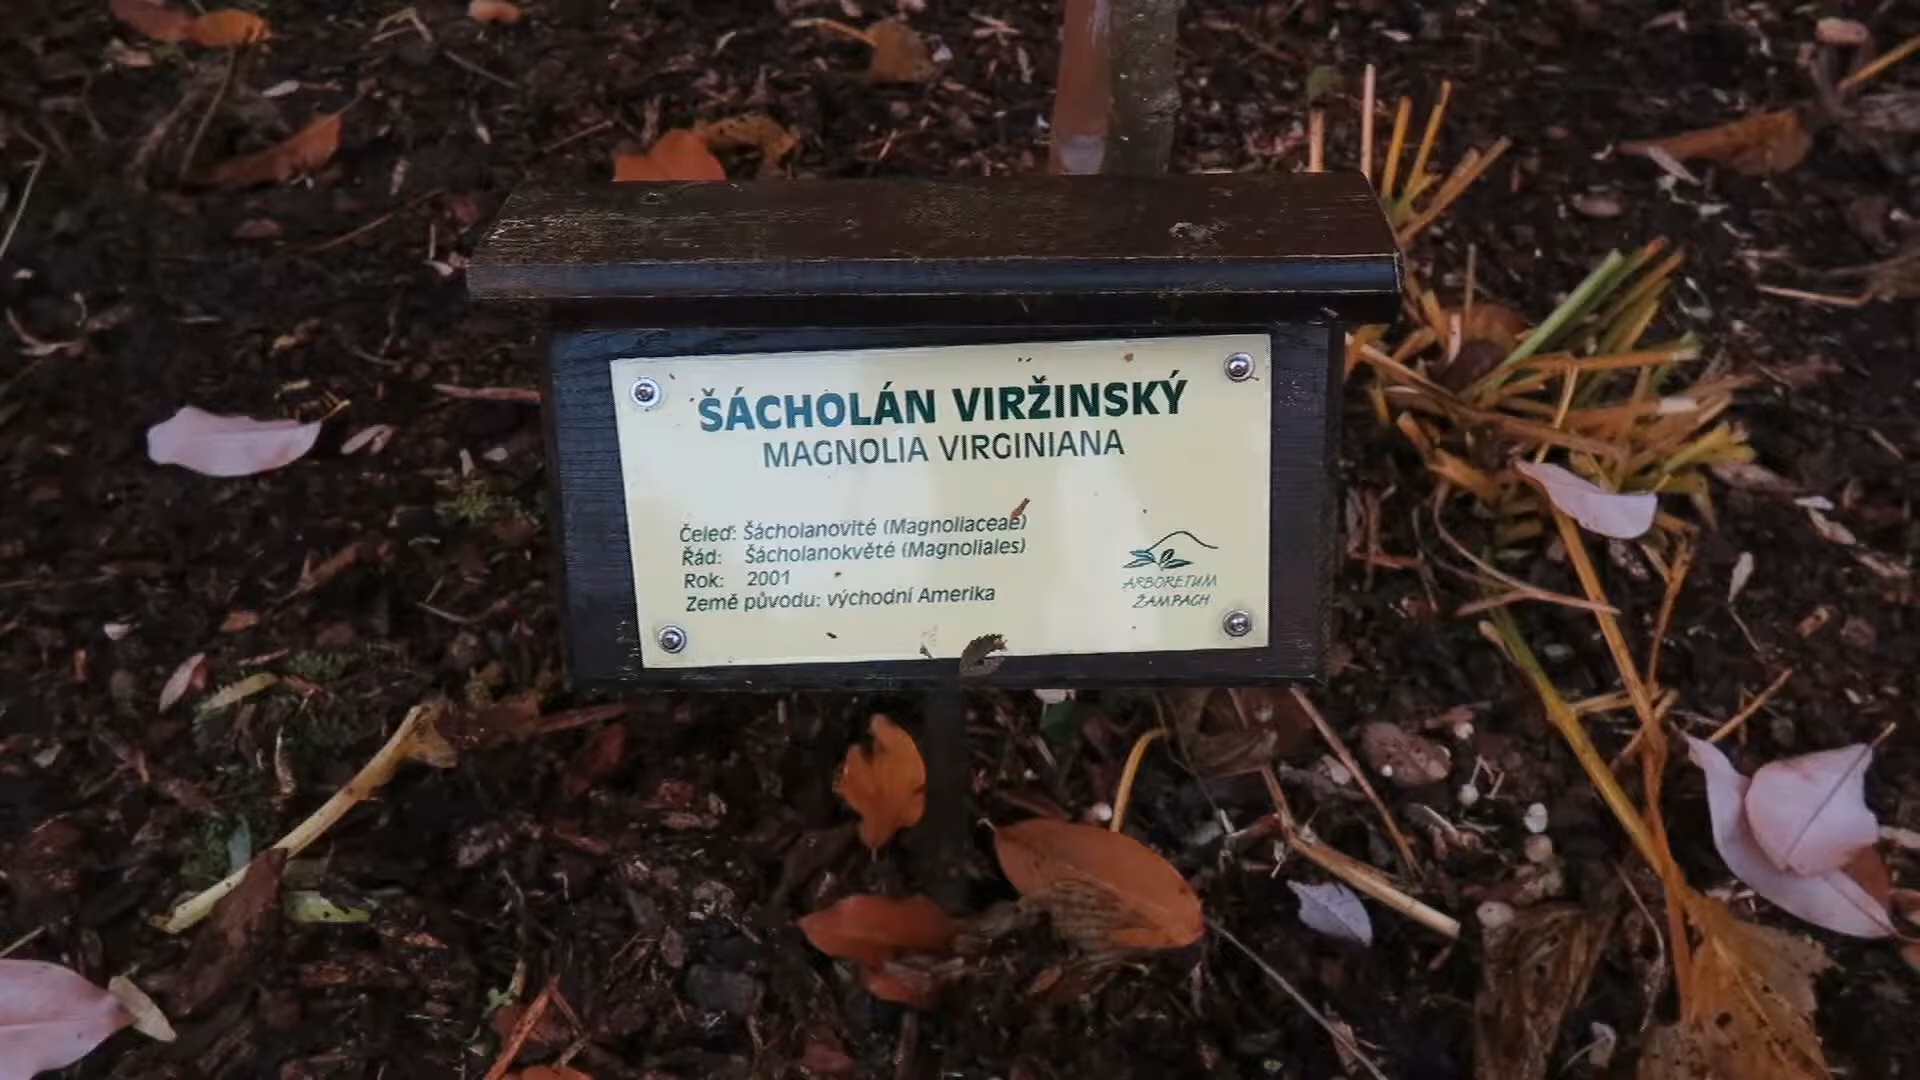 ŠÁCHOLÁN VIRŽINSKÝ
MAGNOLIA VIRGINIANA
Čeleď: Šácholanovité (Magnoliaceae)
Řád: Šácholanokvěté (Magnoliales)
Rok: 2001
Země původu: východní Amerika
ARBORETUM
ŽAMPACH